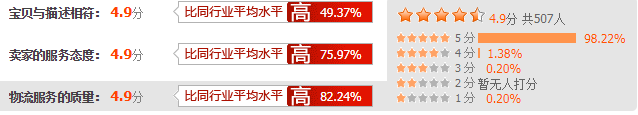 宝贝与描述相符：4.9分 比同行业平均水平 高 49.37%
卖家的服务态度：4.9分 比同行业平均水平 高 75.97%
物流服务的质量：4.9分 比同行业平均水平 高 82.24%
4.9分 共507人
5 分 98.22%
4 分 1.38%
3 分 0.20%
2 分 暂无人打分
1 分 0.20%